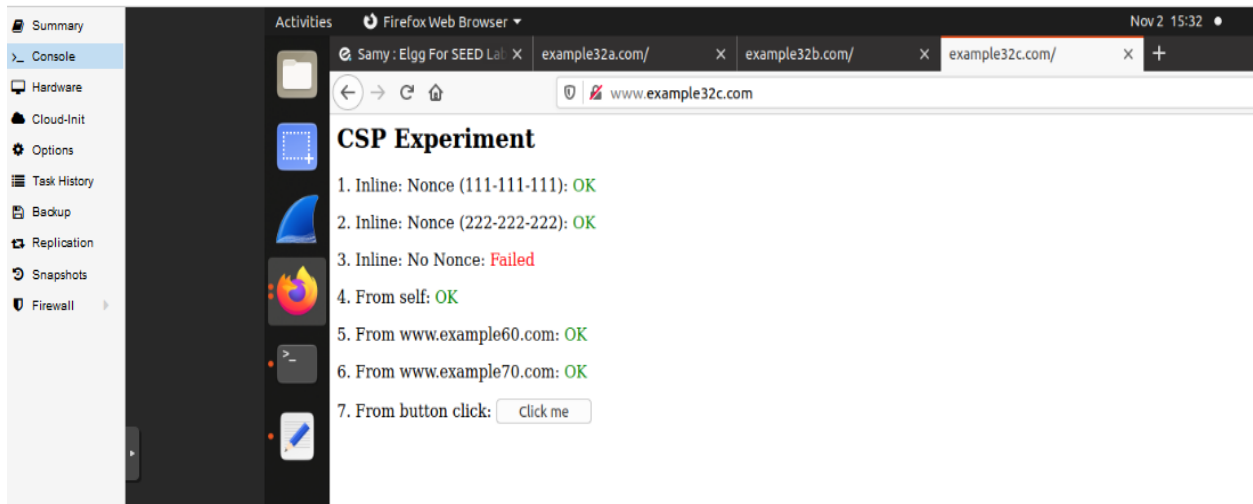 Summary
>_ Console
Hardware
Cloud-Init
Options
Task History
Backup
Replication
Snapshots
Firewall
Activities Firefox Web Browser Nov 2 15:32
Samy : Elgg For SEED Lab example32a.com/ example32b.com/ example32c.com/
www.example32c.com
CSP Experiment
1. Inline: Nonce (111-111-111): OK
2. Inline: Nonce (222-222-222): OK
3. Inline: No Nonce: Failed
4. From self: OK
5. From www.example60.com: OK
6. From www.example70.com: OK
7. From button click: Click me